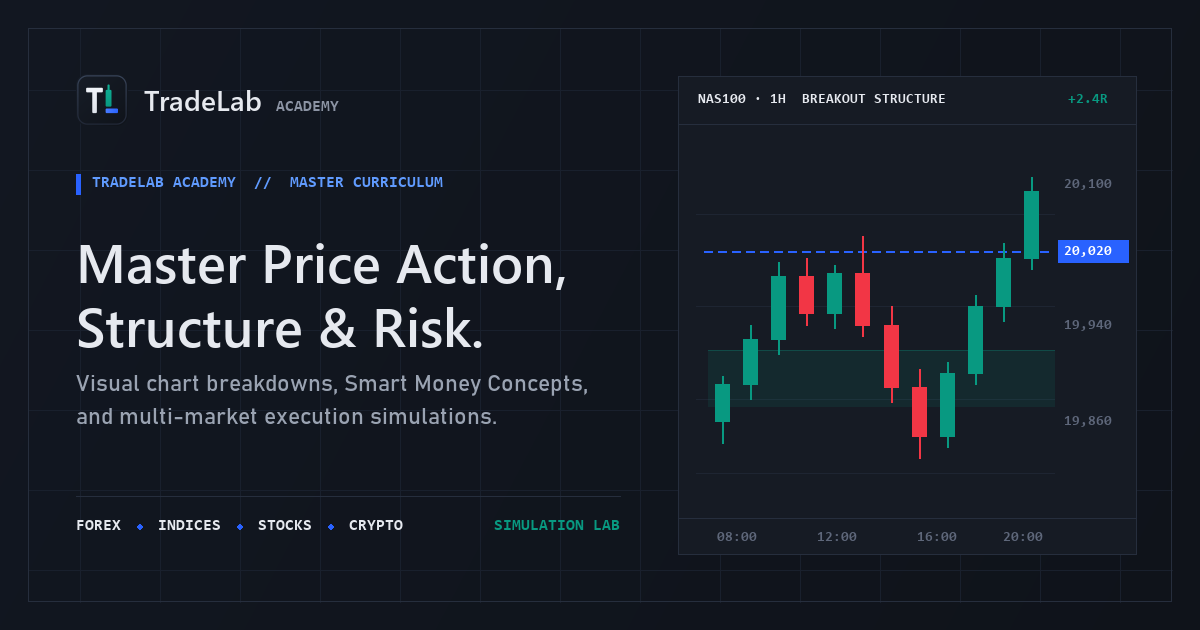 TL TradeLab ACADEMY
TRADELAB ACADEMY // MASTER CURRICULUM
Master Price Action,
Structure & Risk.
Visual chart breakdowns, Smart Money Concepts,
and multi-market execution simulations.
FOREX ◆ INDICES ◆ STOCKS ◆ CRYPTO SIMULATION LAB
NAS100 · 1H BREAKOUT STRUCTURE +2.4R
20,100
20,020
19,940
19,860
08:00 12:00 16:00 20:00